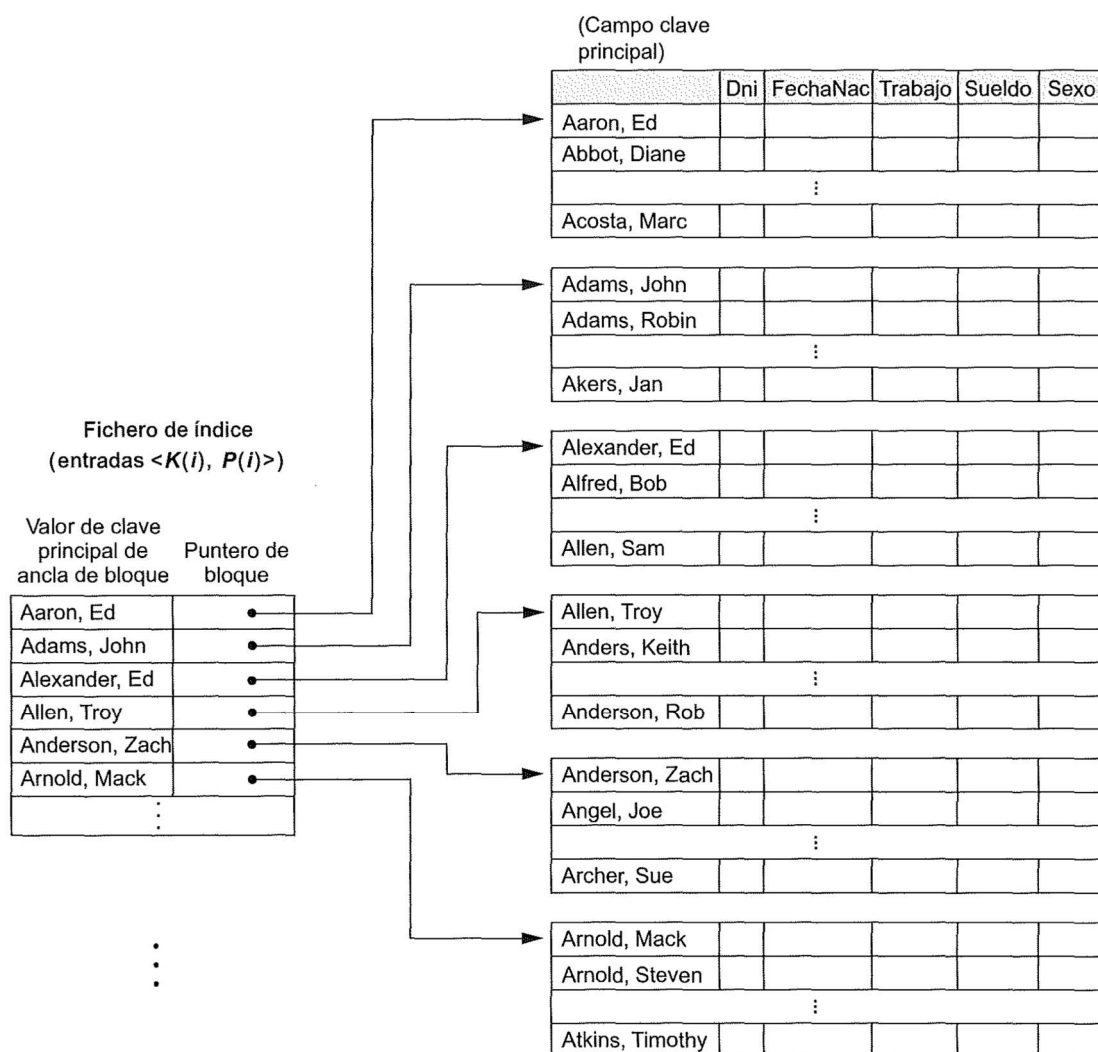 (Campo clave
principal)
Dni FechaNac Trabajo Sueldo Sexo
Aaron, Ed
Abbot, Diane
⋮
Acosta, Marc
Adams, John
Adams, Robin
⋮
Akers, Jan
Alexander, Ed
Alfred, Bob
⋮
Allen, Sam
Allen, Troy
Anders, Keith
⋮
Anderson, Rob
Anderson, Zach
Angel, Joe
⋮
Archer, Sue
Arnold, Mack
Arnold, Steven
⋮
Atkins, Timothy
Fichero de índice
(entradas <K(i), P(i)>)
Valor de clave
principal de
ancla de bloque
Puntero de
bloque
Aaron, Ed
Adams, John
Alexander, Ed
Allen, Troy
Anderson, Zach
Arnold, Mack
⋮
⋮